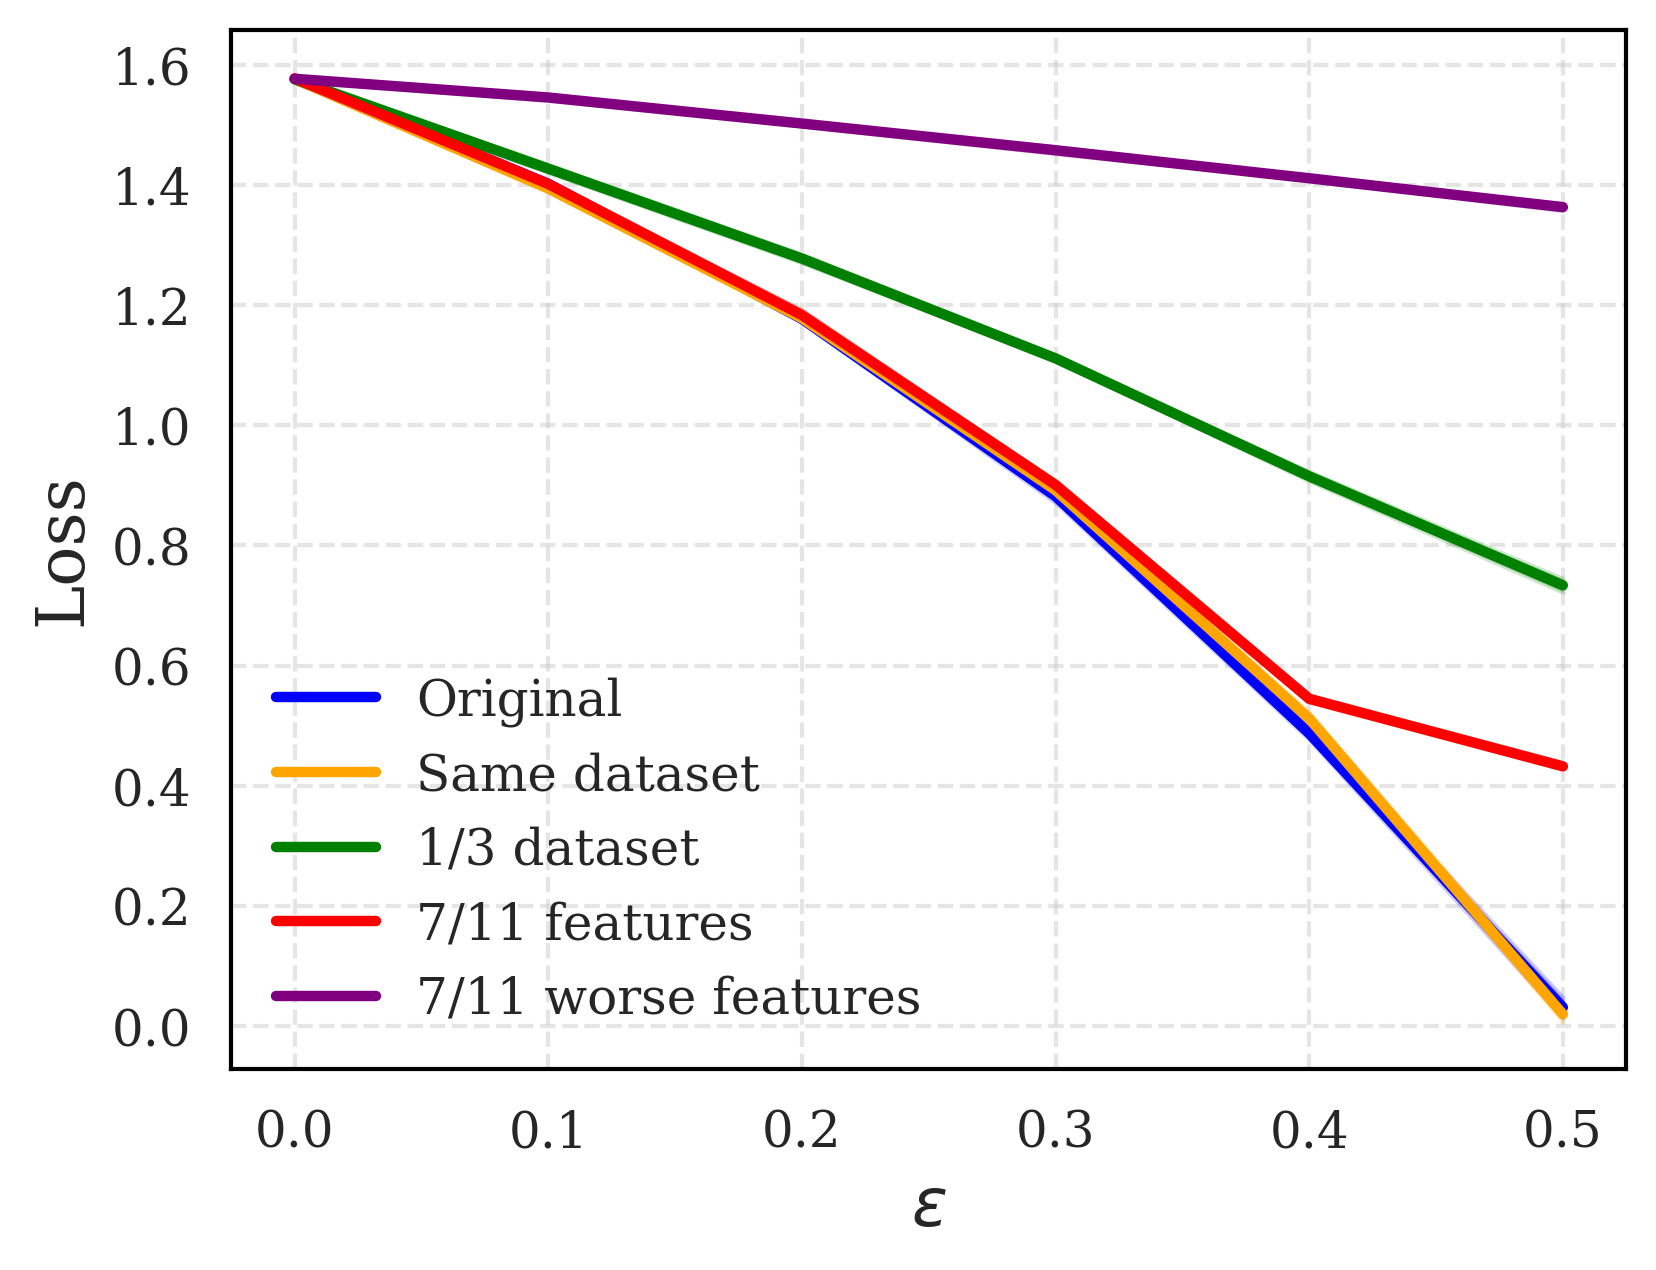 1.6
1.4
1.2
1.0
0.8
0.6
0.4
0.2
0.0
Loss
Original
Same dataset
1/3 dataset
7/11 features
7/11 worse features
0.0 0.1 0.2 0.3 0.4 0.5
ε